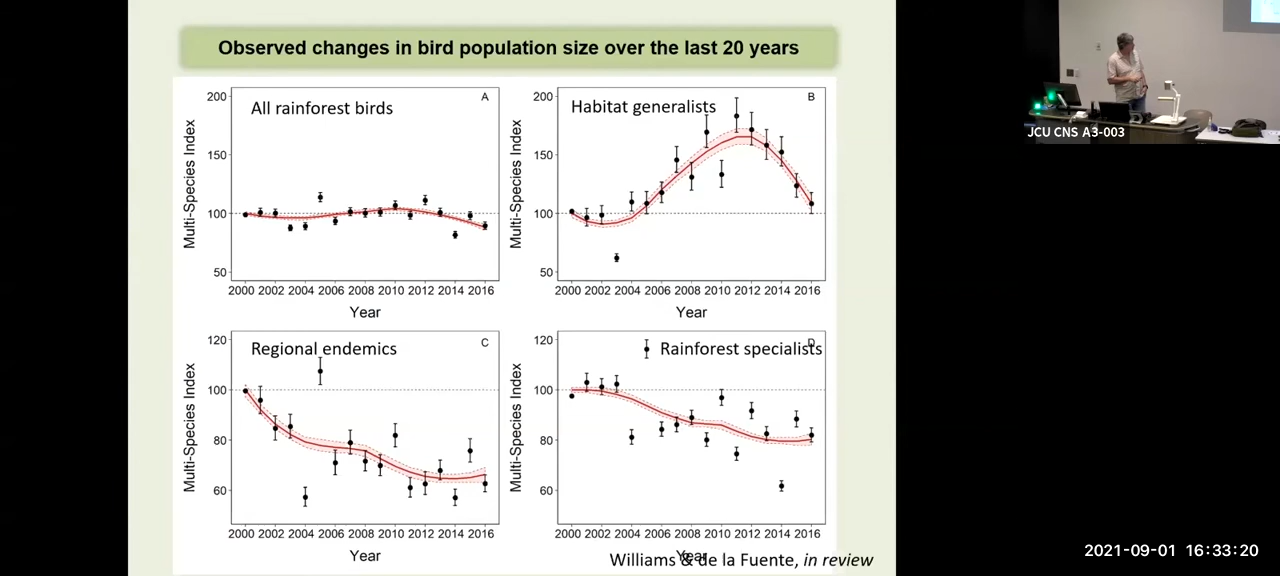 Observed changes in bird population size over the last 20 years
A
All rainforest birds
Multi-Species Index
200
150
100
50
2000 2002 2004 2006 2008 2010 2012 2014 2016
Year
B
Habitat generalists
Multi-Species Index
200
150
100
50
2000 2002 2004 2006 2008 2010 2012 2014 2016
Year
C
Regional endemics
Multi-Species Index
120
100
80
60
2000 2002 2004 2006 2008 2010 2012 2014 2016
Year
D
Rainforest specialists
Multi-Species Index
120
100
80
60
2000 2002 2004 2006 2008 2010 2012 2014 2016
Year
Williams & de la Fuente, in review
JCU CNS A3-003
2021-09-01 16:33:20